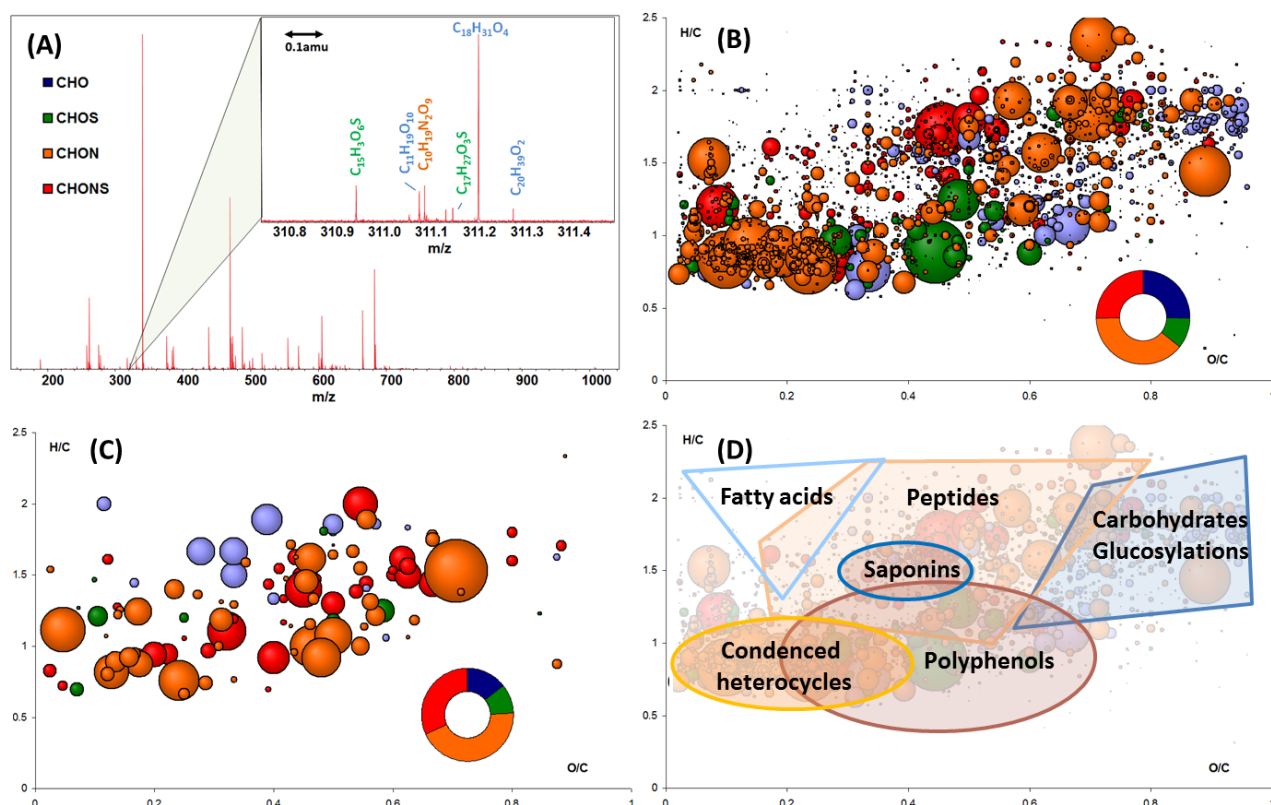 (A)
CHO
CHOS
CHON
CHONS
0.1amu
C18H31O4
C15H3O6S
C11H19O10
C10H19N2O9
C17H27O3S
C20H39O2
310.8 310.9 311.0 311.1 311.2 311.3 311.4
m/z
200 300 400 500 600 700 800 900 1000
m/z
(B)
H/C
2.5
2
1.5
1
0.5
0
0 0.2 0.4 0.6 0.8 1
O/C
(C)
H/C
2.5
2
1.5
1
0.5
0
0 0.2 0.4 0.6 0.8 1
O/C
(D)
H/C
2.5
2
1.5
1
0.5
0
0 0.2 0.4 0.6 0.8 1
O/C
Fatty acids
Peptides
Carbohydrates
Glucosylations
Saponins
Condenced
heterocycles
Polyphenols